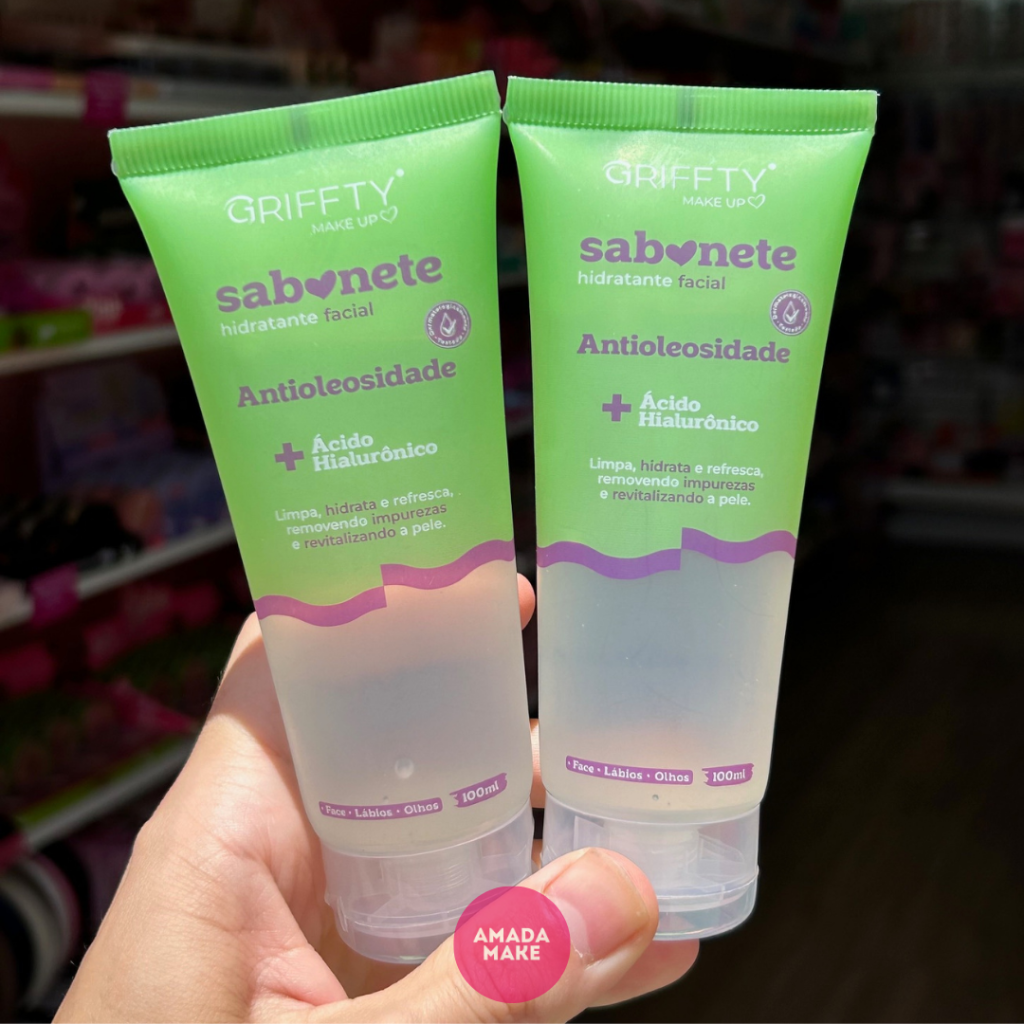 GRIFFTY
MAKE UP
sabonete
hidratante facial
Antioleosidade
+ Ácido
Hialurônico
Limpa, hidrata e refresca,
removendo impurezas
e revitalizando a pele.
• Face • Lábios • Olhos
100ml
GRIFFTY
MAKE UP
sabonete
hidratante facial
Antioleosidade
+ Ácido
Hialurônico
Limpa, hidrata e refresca,
removendo impurezas
e revitalizando a pele.
• Face • Lábios • Olhos
100ml
AMADA
MAKE